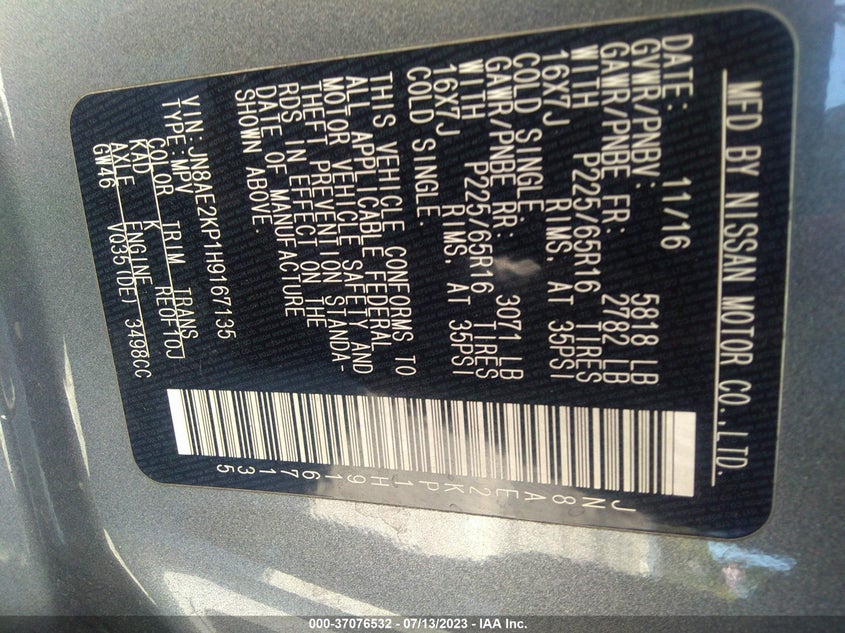 MFD BY NISSAN MOTOR CO.,LTD.
DATE: 11/16
GVWR/PNBV: 5818 LB
GAWR/PNBE FR: 2782 LB
WITH P225/65R16 TIRES
16X7J RIMS, AT 35PSI
COLD SINGLE.
GAWR/PNBE RR: 3071 LB
WITH P225/65R16 TIRES
16X7J RIMS AT 35PSI
COLD SINGLE.
THIS VEHICLE CONFORMS TO
ALL APPLICABLE FEDERAL
MOTOR VEHICLE SAFETY AND
THEFT PREVENTION STANDA-
RDS IN EFFECT ON THE
DATE OF MANUFACTURE
SHOWN ABOVE.
VIN:JN8AE2KP1H9167135
TYPE:MPV
COLOR TRIM TRANS
KAD K RE0F10J
AXLE ENGINE
GW46 VQ35(DE) 3498CC
JN8AE2KP1H9167135
000-37076532 - 07/13/2023 - IAA Inc.